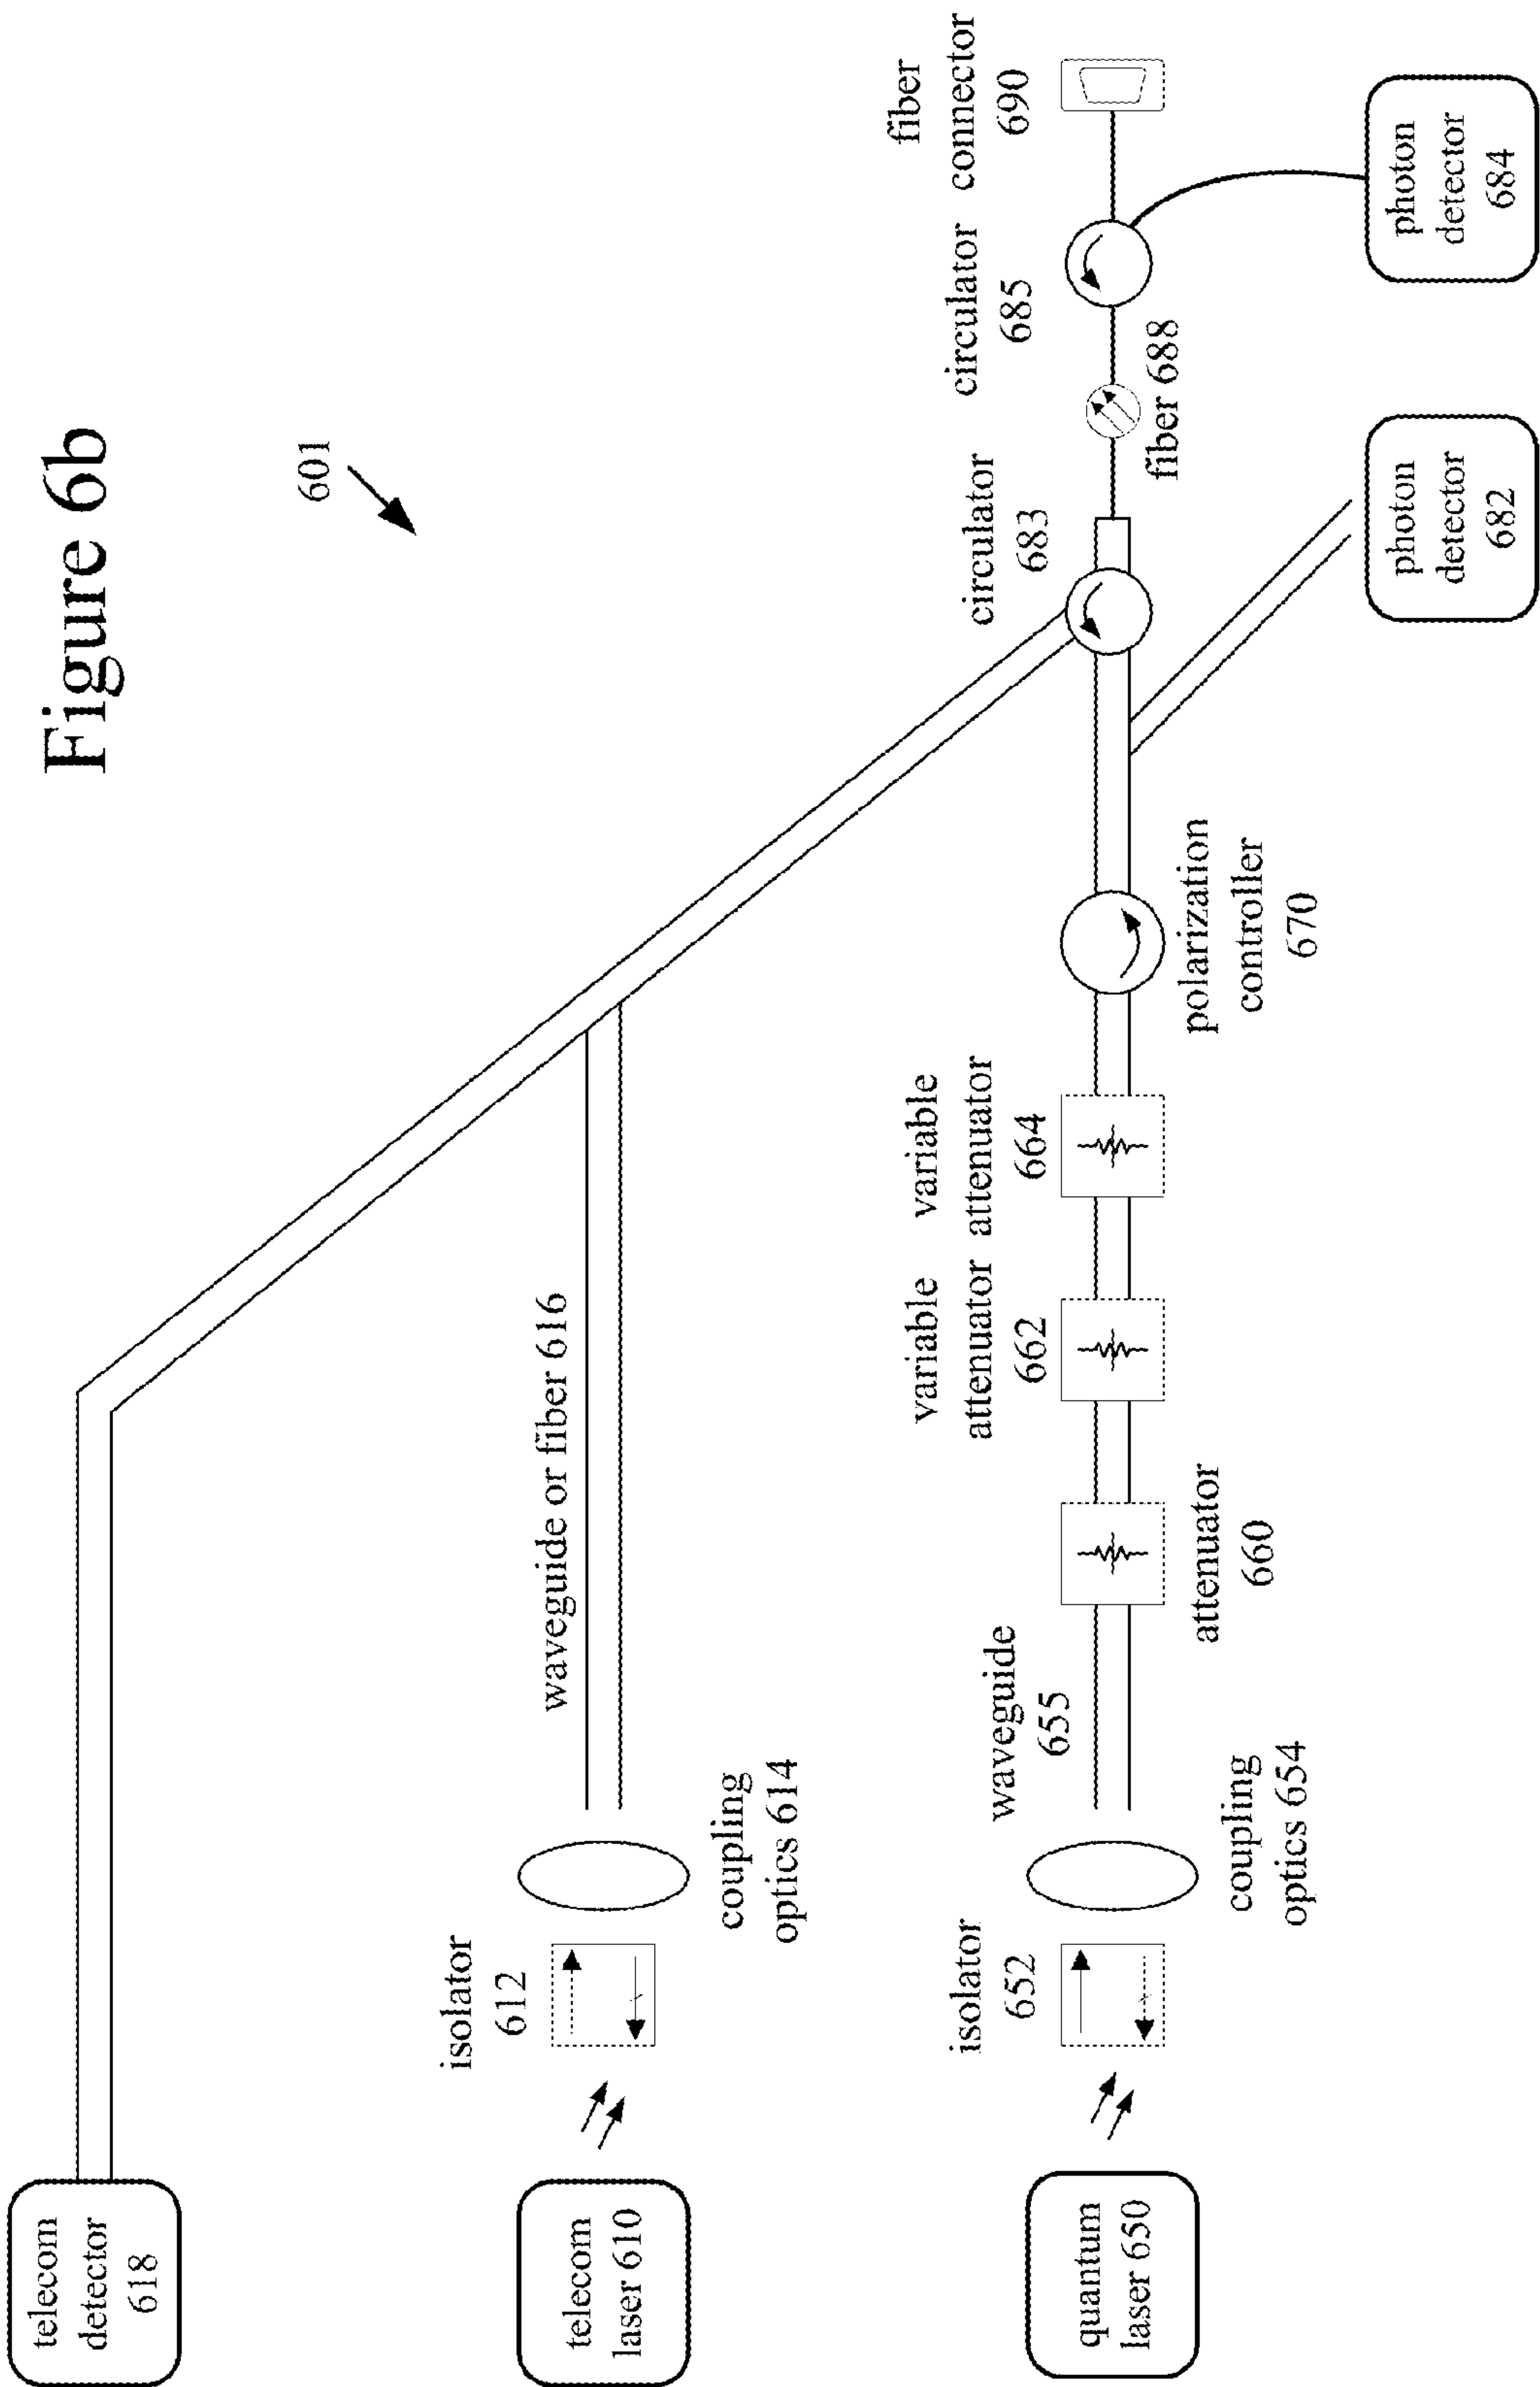 Figure 6b
601
telecom
detector
618
isolator
612
telecom
laser 610
coupling
optics 614
waveguide or fiber 616
isolator
652
quantum
laser 650
coupling
optics 654
waveguide
655
attenuator
660
variable
attenuator
662
variable
attenuator
664
polarization
controller
670
circulator
683
fiber 688
circulator
685
fiber
connector
690
photon
detector
682
photon
detector
684